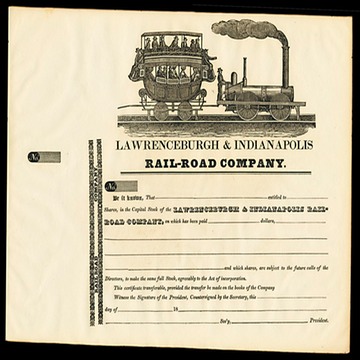 LAWRENCEBURGH & INDIANAPOLIS
RAIL-ROAD COMPANY.
No.
No.
Be it known, That entitled to
Shares, in the Capital Stock of the LAWRENCEBURGH & INDIANAPOLIS RAIL-
ROAD COMPANY, on which has been paid dollars,
and which shares, are subject to the future calls of the
Directors, to make the same full Stock, agreeably to the Act of incorporation.
This certificate transferable, provided the transfer be made on the books of the Company
Witness the Signature of the President, Countersigned by the Secretary, this
day of 18
Sec'y. President.